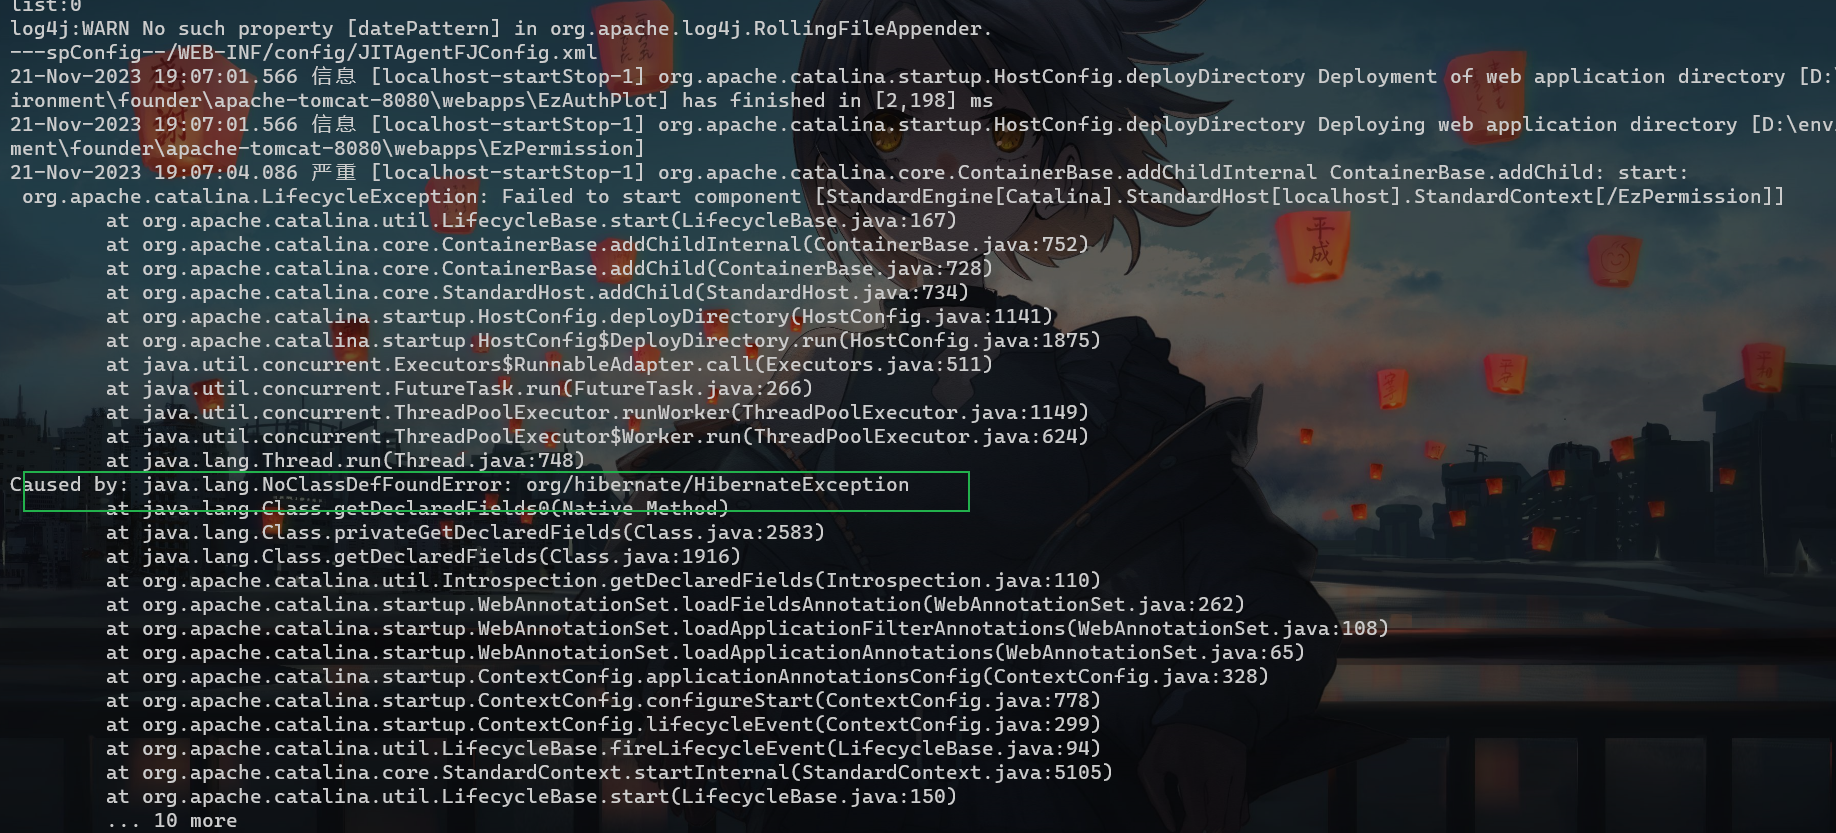 list:0
log4j:WARN No such property [datePattern] in org.apache.log4j.RollingFileAppender.
---spConfig--/WEB-INF/config/JITAgentFJConfig.xml
21-Nov-2023 19:07:01.566 信息 [localhost-startStop-1] org.apache.catalina.startup.HostConfig.deployDirectory Deployment of web application directory [D:\
ironment\founder\apache-tomcat-8080\webapps\EzAuthPlot] has finished in [2,198] ms
21-Nov-2023 19:07:01.566 信息 [localhost-startStop-1] org.apache.catalina.startup.HostConfig.deployDirectory Deploying web application directory [D:\env
ment\founder\apache-tomcat-8080\webapps\EzPermission]
21-Nov-2023 19:07:04.086 严重 [localhost-startStop-1] org.apache.catalina.core.ContainerBase.addChildInternal ContainerBase.addChild: start:
org.apache.catalina.LifecycleException: Failed to start component [StandardEngine[Catalina].StandardHost[localhost].StandardContext[/EzPermission]]
at org.apache.catalina.util.LifecycleBase.start(LifecycleBase.java:167)
at org.apache.catalina.core.ContainerBase.addChildInternal(ContainerBase.java:752)
at org.apache.catalina.core.ContainerBase.addChild(ContainerBase.java:728)
at org.apache.catalina.core.StandardHost.addChild(StandardHost.java:734)
at org.apache.catalina.startup.HostConfig.deployDirectory(HostConfig.java:1141)
at org.apache.catalina.startup.HostConfig$DeployDirectory.run(HostConfig.java:1875)
at java.util.concurrent.Executors$RunnableAdapter.call(Executors.java:511)
at java.util.concurrent.FutureTask.run(FutureTask.java:266)
at java.util.concurrent.ThreadPoolExecutor.runWorker(ThreadPoolExecutor.java:1149)
at java.util.concurrent.ThreadPoolExecutor$Worker.run(ThreadPoolExecutor.java:624)
at java.lang.Thread.run(Thread.java:748)
Caused by: java.lang.NoClassDefFoundError: org/hibernate/HibernateException
at java.lang.Class.getDeclaredFields0(Native Method)
at java.lang.Class.privateGetDeclaredFields(Class.java:2583)
at java.lang.Class.getDeclaredFields(Class.java:1916)
at org.apache.catalina.util.Introspection.getDeclaredFields(Introspection.java:110)
at org.apache.catalina.startup.WebAnnotationSet.loadFieldsAnnotation(WebAnnotationSet.java:262)
at org.apache.catalina.startup.WebAnnotationSet.loadApplicationFilterAnnotations(WebAnnotationSet.java:108)
at org.apache.catalina.startup.WebAnnotationSet.loadApplicationAnnotations(WebAnnotationSet.java:65)
at org.apache.catalina.startup.ContextConfig.applicationAnnotationsConfig(ContextConfig.java:328)
at org.apache.catalina.startup.ContextConfig.configureStart(ContextConfig.java:778)
at org.apache.catalina.startup.ContextConfig.lifecycleEvent(ContextConfig.java:299)
at org.apache.catalina.util.LifecycleBase.fireLifecycleEvent(LifecycleBase.java:94)
at org.apache.catalina.core.StandardContext.startInternal(StandardContext.java:5105)
at org.apache.catalina.util.LifecycleBase.start(LifecycleBase.java:150)
... 10 more
平成